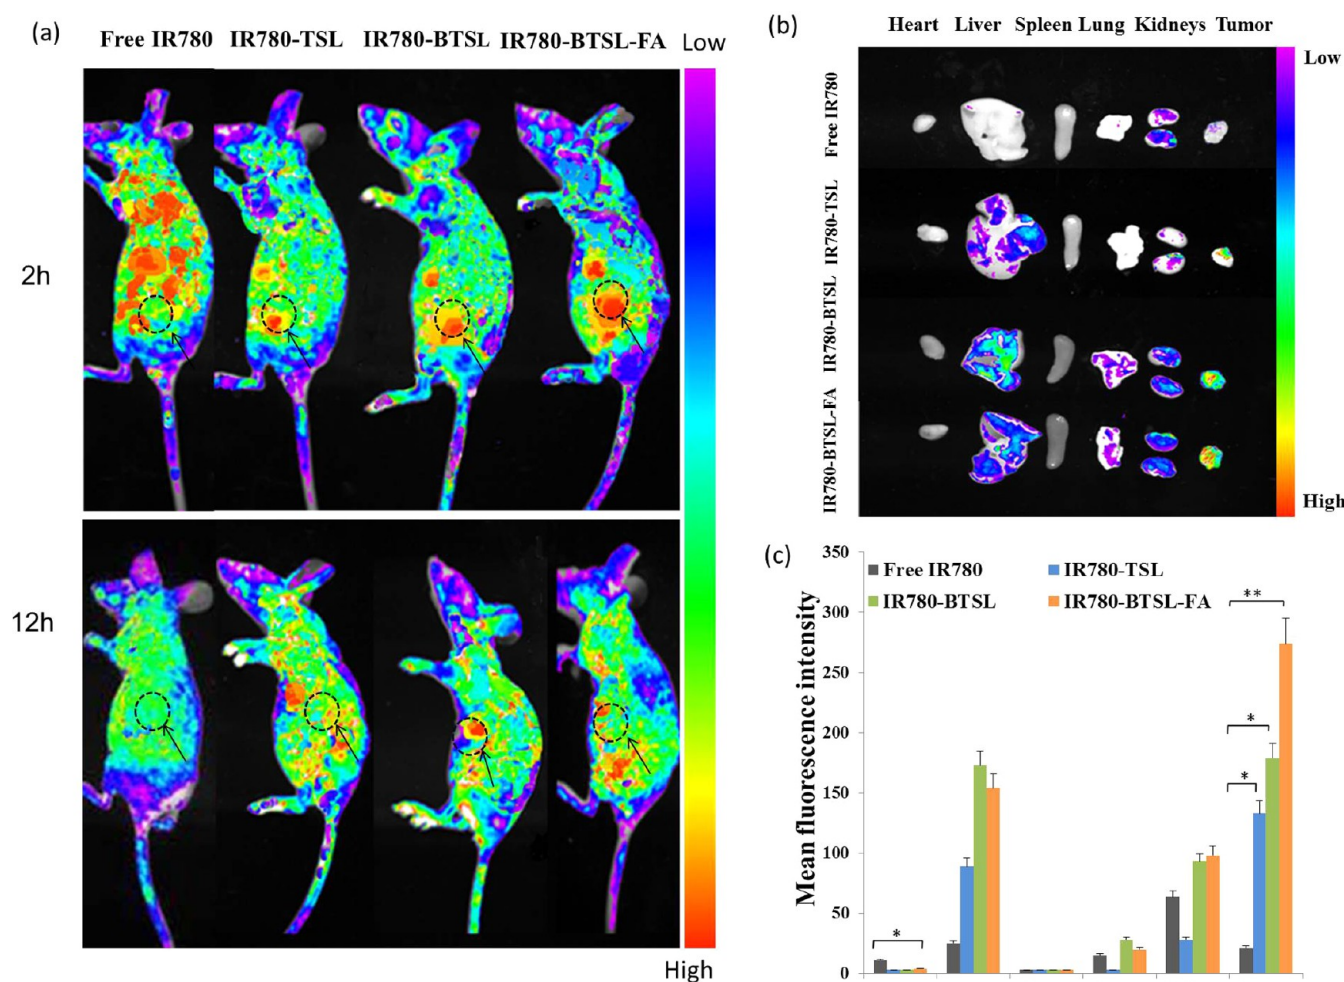 (a)
Free IR780 IR780-TSL IR780-BTSL IR780-BTSL-FA Low
2h
12h
High
(b)
Heart Liver Spleen Lung Kidneys Tumor
Free IR780
IR780-TSL
IR780-BTSL
IR780-BTSL-FA
Low
High
(c)
Mean fluorescence intensity
350
300
250
200
150
100
50
0
Free IR780 IR780-TSL
IR780-BTSL IR780-BTSL-FA
*
**
*
*